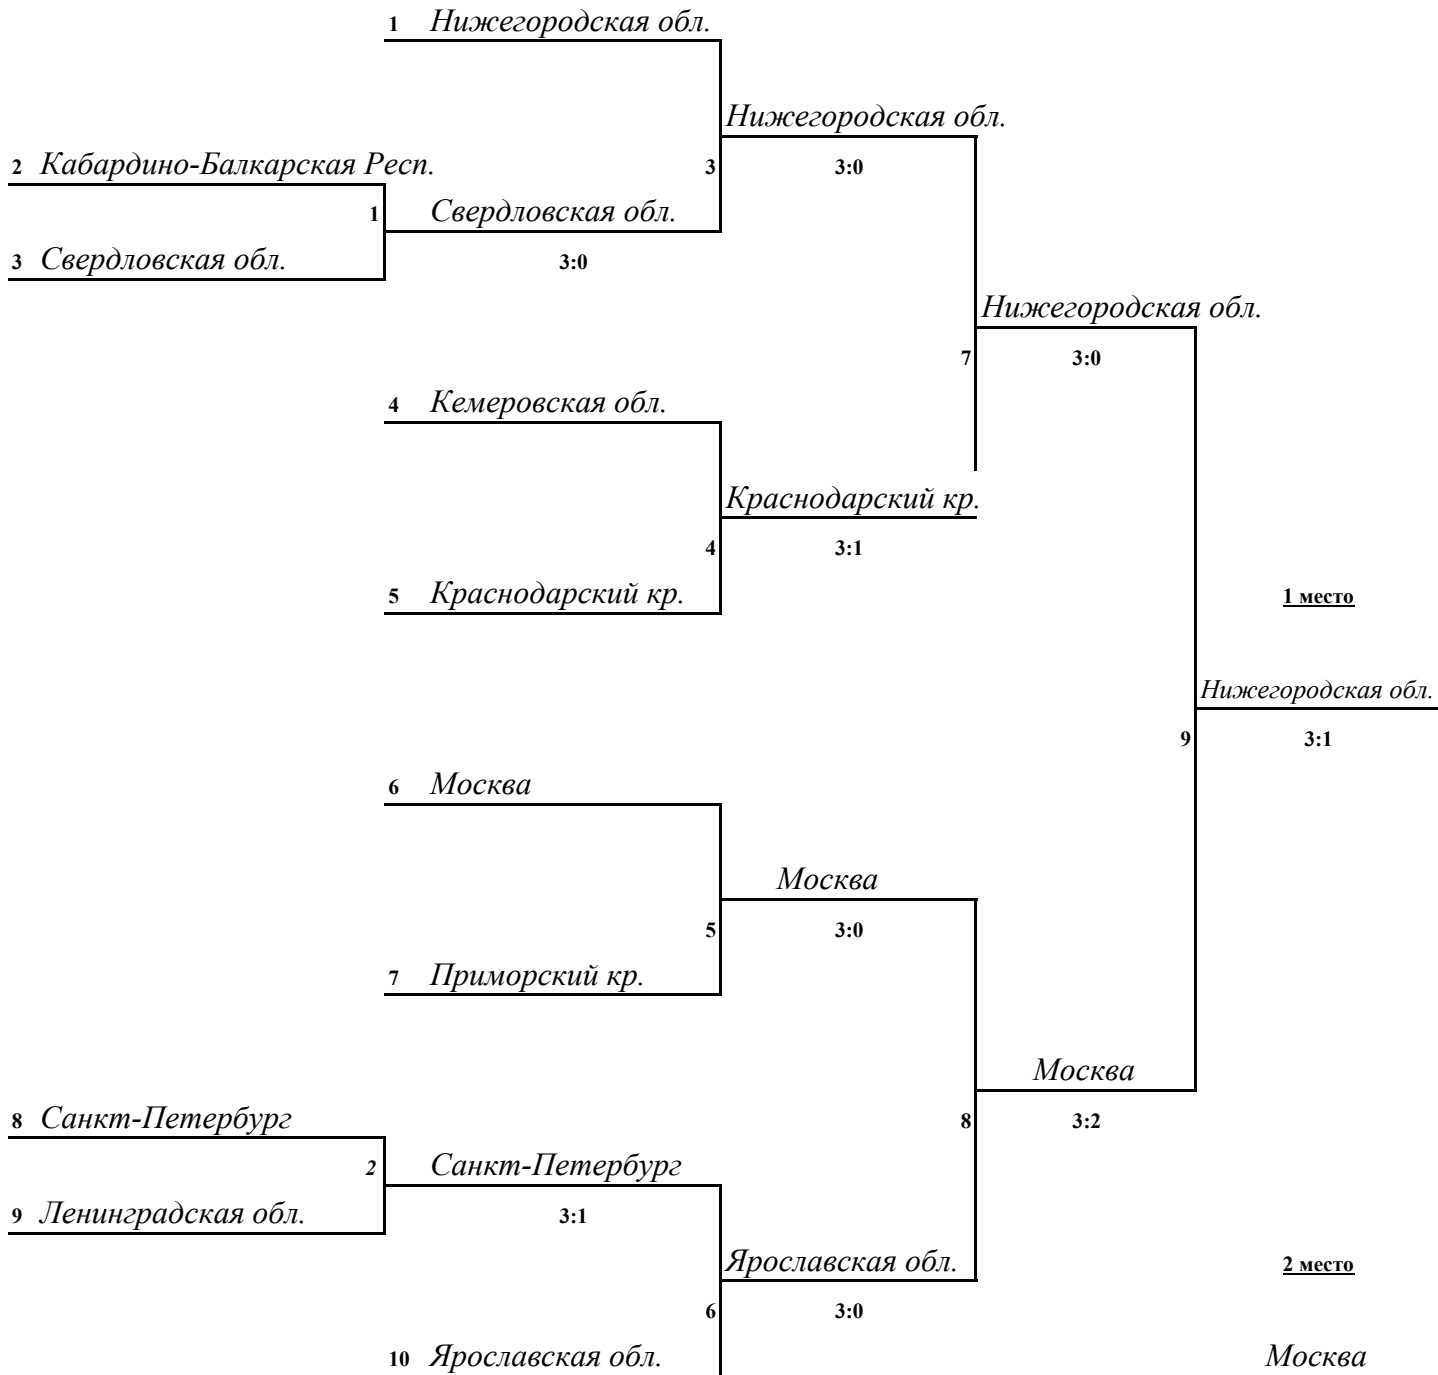 1 Нижегородская обл.
Нижегородская обл.
2 Кабардино-Балкарская Респ.
3
3:0
1
Свердловская обл.
3 Свердловская обл.
3:0
Нижегородская обл.
7
3:0
4 Кемеровская обл.
Краснодарский кр.
4
3:1
5 Краснодарский кр.
1 место
Нижегородская обл.
9
3:1
6 Москва
Москва
5
3:0
7 Приморский кр.
Москва
8 Санкт-Петербург
8
3:2
2
Санкт-Петербург
9 Ленинградская обл.
3:1
Ярославская обл.
2 место
6
3:0
10 Ярославская обл.
Москва